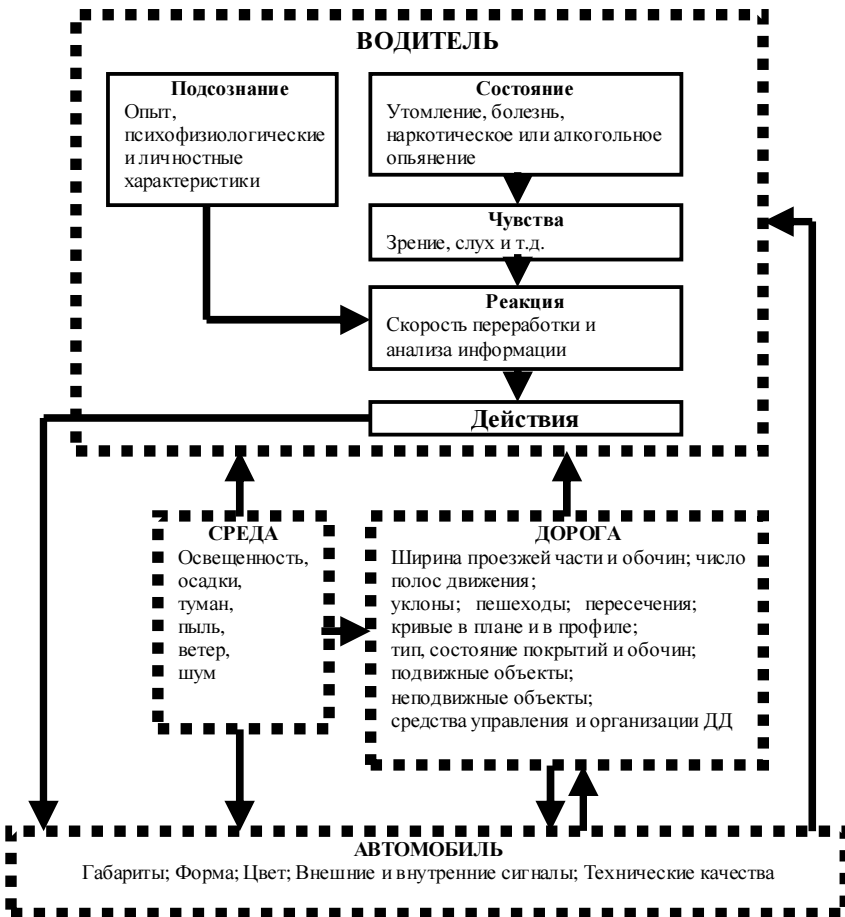 ВОДИТЕЛЬ
Подсознание
Опыт,
психофизиологические
и личностные
характеристики
Состояние
Утомление, болезнь,
наркотическое или алкогольное
опьянение
Чувства
Зрение, слух и т.д.
Реакция
Скорость переработки и
анализа информации
Действия
СРЕДА
Освещенность,
осадки,
туман,
пыль,
ветер,
шум
ДОРОГА
Ширина проезжей части и обочин; число
полос движения;
уклоны; пешеходы; пересечения;
кривые в плане и в профиле;
тип, состояние покрытий и обочин;
подвижные объекты;
неподвижные объекты;
средства управления и организации ДД
АВТОМОБИЛЬ
Габариты; Форма; Цвет; Внешние и внутренние сигналы; Технические качества